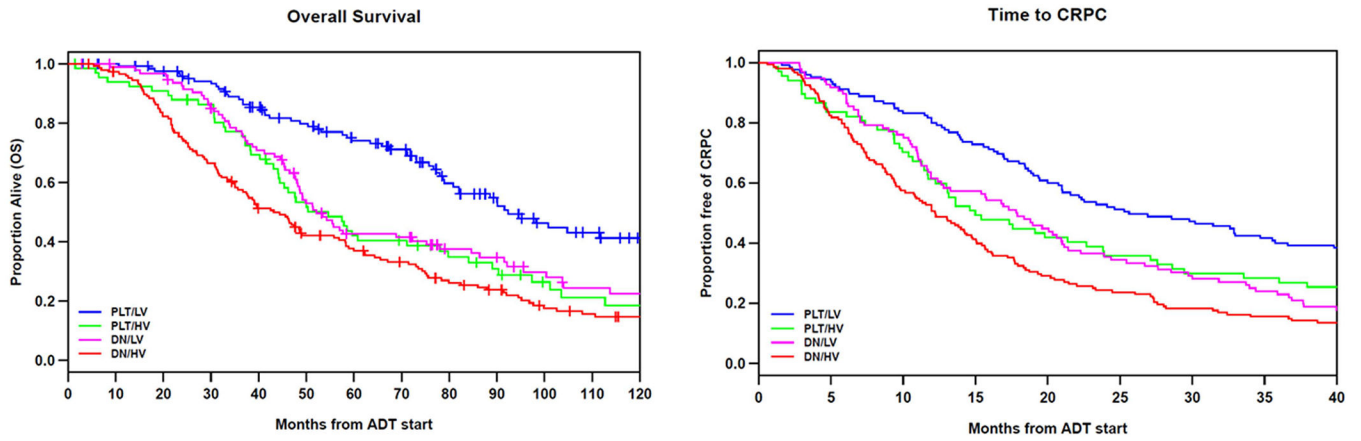 Overall Survival
Proportion Alive (OS)
1.0
0.8
0.6
0.4
0.2
0.0
PLT/LV
PLT/HV
DN/LV
DN/HV
0 10 20 30 40 50 60 70 80 90 100 110 120
Months from ADT start
Time to CRPC
Proportion free of CRPC
1.0
0.8
0.6
0.4
0.2
0.0
PLT/LV
PLT/HV
DN/LV
DN/HV
0 5 10 15 20 25 30 35 40
Months from ADT start